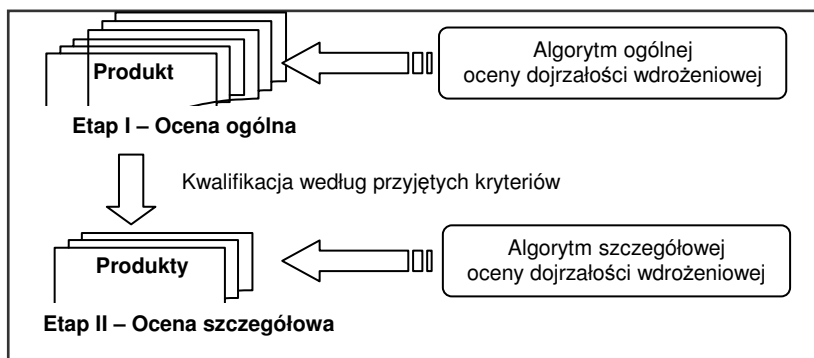 Produkt
Algorytm ogólnej
oceny dojrzałości wdrożeniowej
Etap I – Ocena ogólna
Kwalifikacja według przyjętych kryteriów
Produkty
Algorytm szczegółowej
oceny dojrzałości wdrożeniowej
Etap II – Ocena szczegółowa